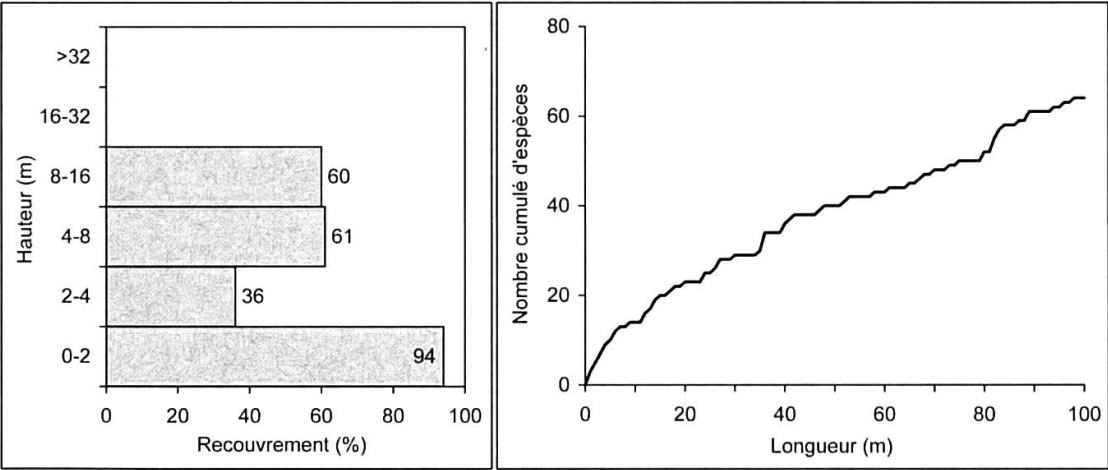 Hauteur (m)
>32
16-32
8-16
4-8
2-4
0-2
60
61
36
94
0 20 40 60 80 100
Recouvrement (%)
Nombre cumulé d'espèces
80
60
40
20
0
0 20 40 60 80 100
Longueur (m)